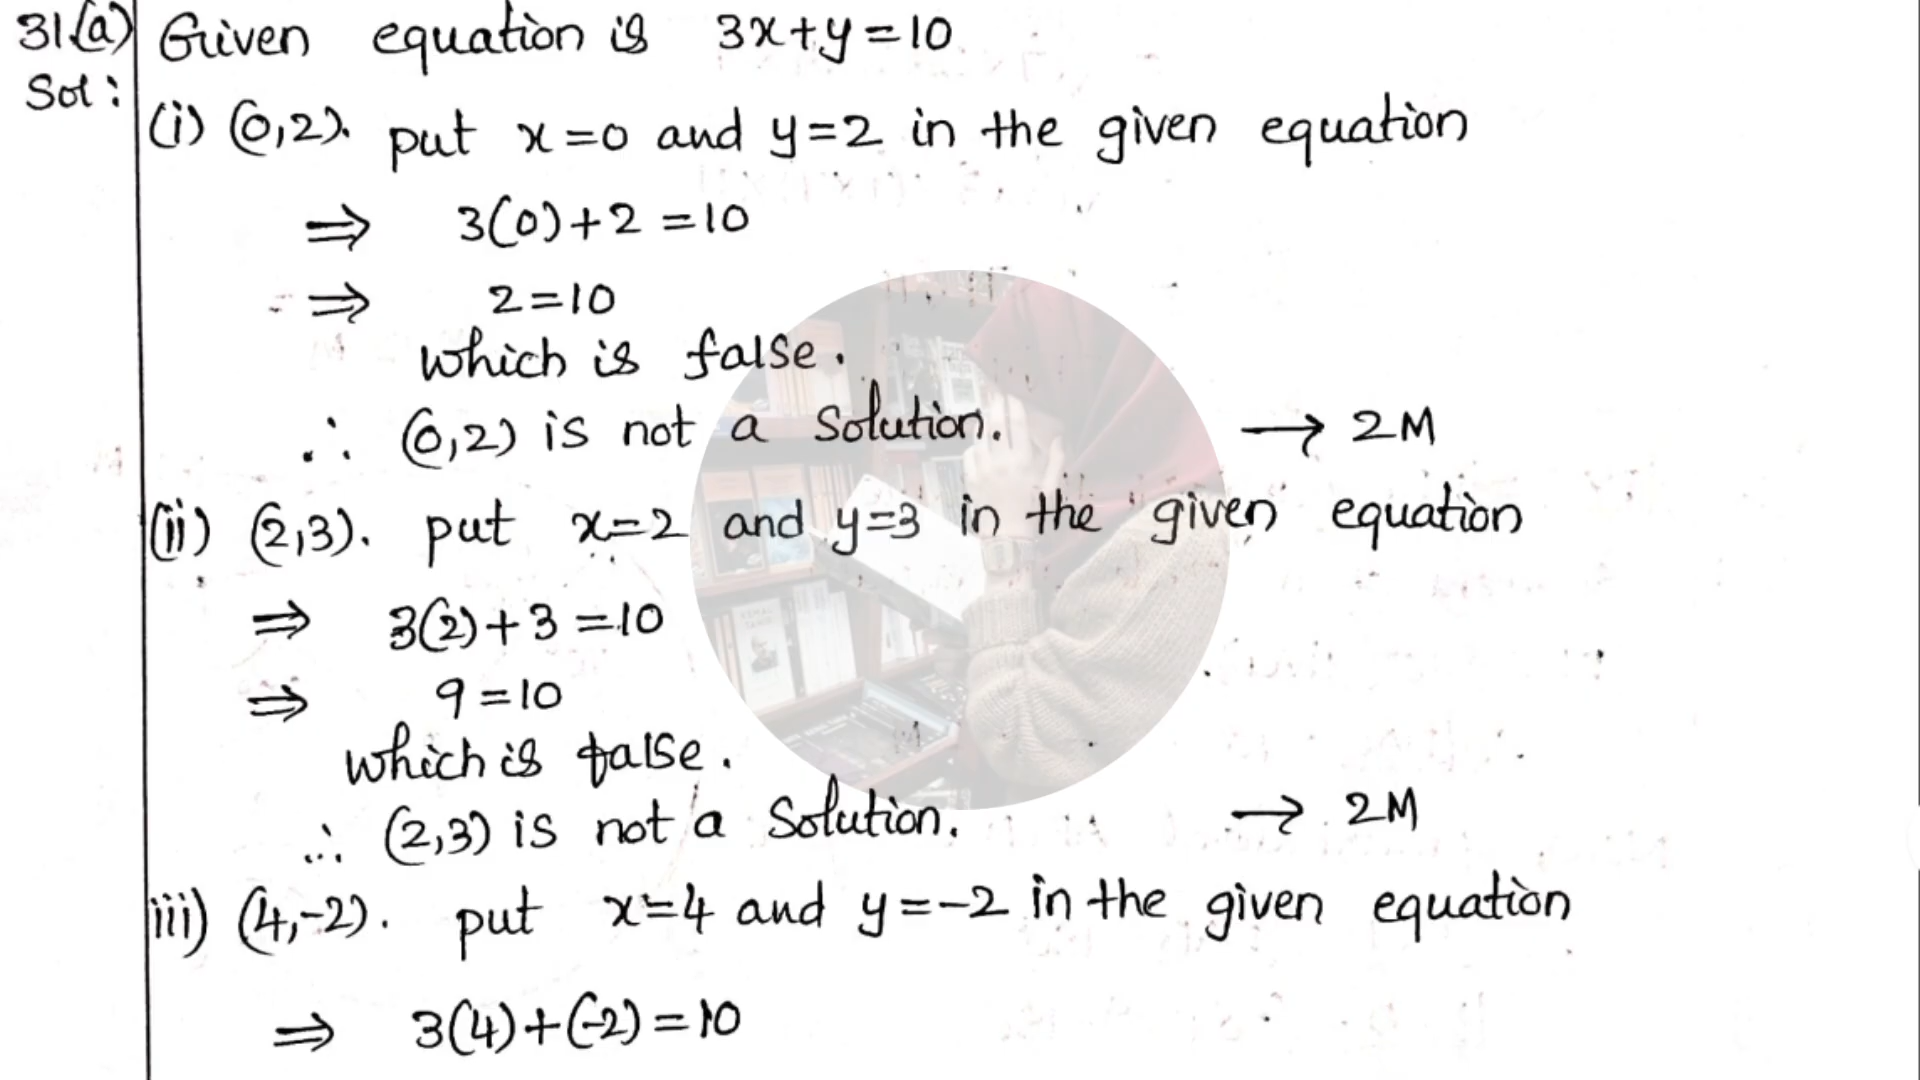 31(a) Given equation is 3x+y=10
Sol:
(i) (0,2). put x=0 and y=2 in the given equation
⇒ 3(0)+2=10
⇒ 2=10
which is false.
∴ (0,2) is not a solution. → 2M
(ii) (2,3). put x=2 and y=3 in the given equation
⇒ 3(2)+3=10
⇒ 9=10
which is false.
∴ (2,3) is not a solution. → 2M
iii) (4,-2). put x=4 and y=-2 in the given equation
⇒ 3(4)+(-2)=10